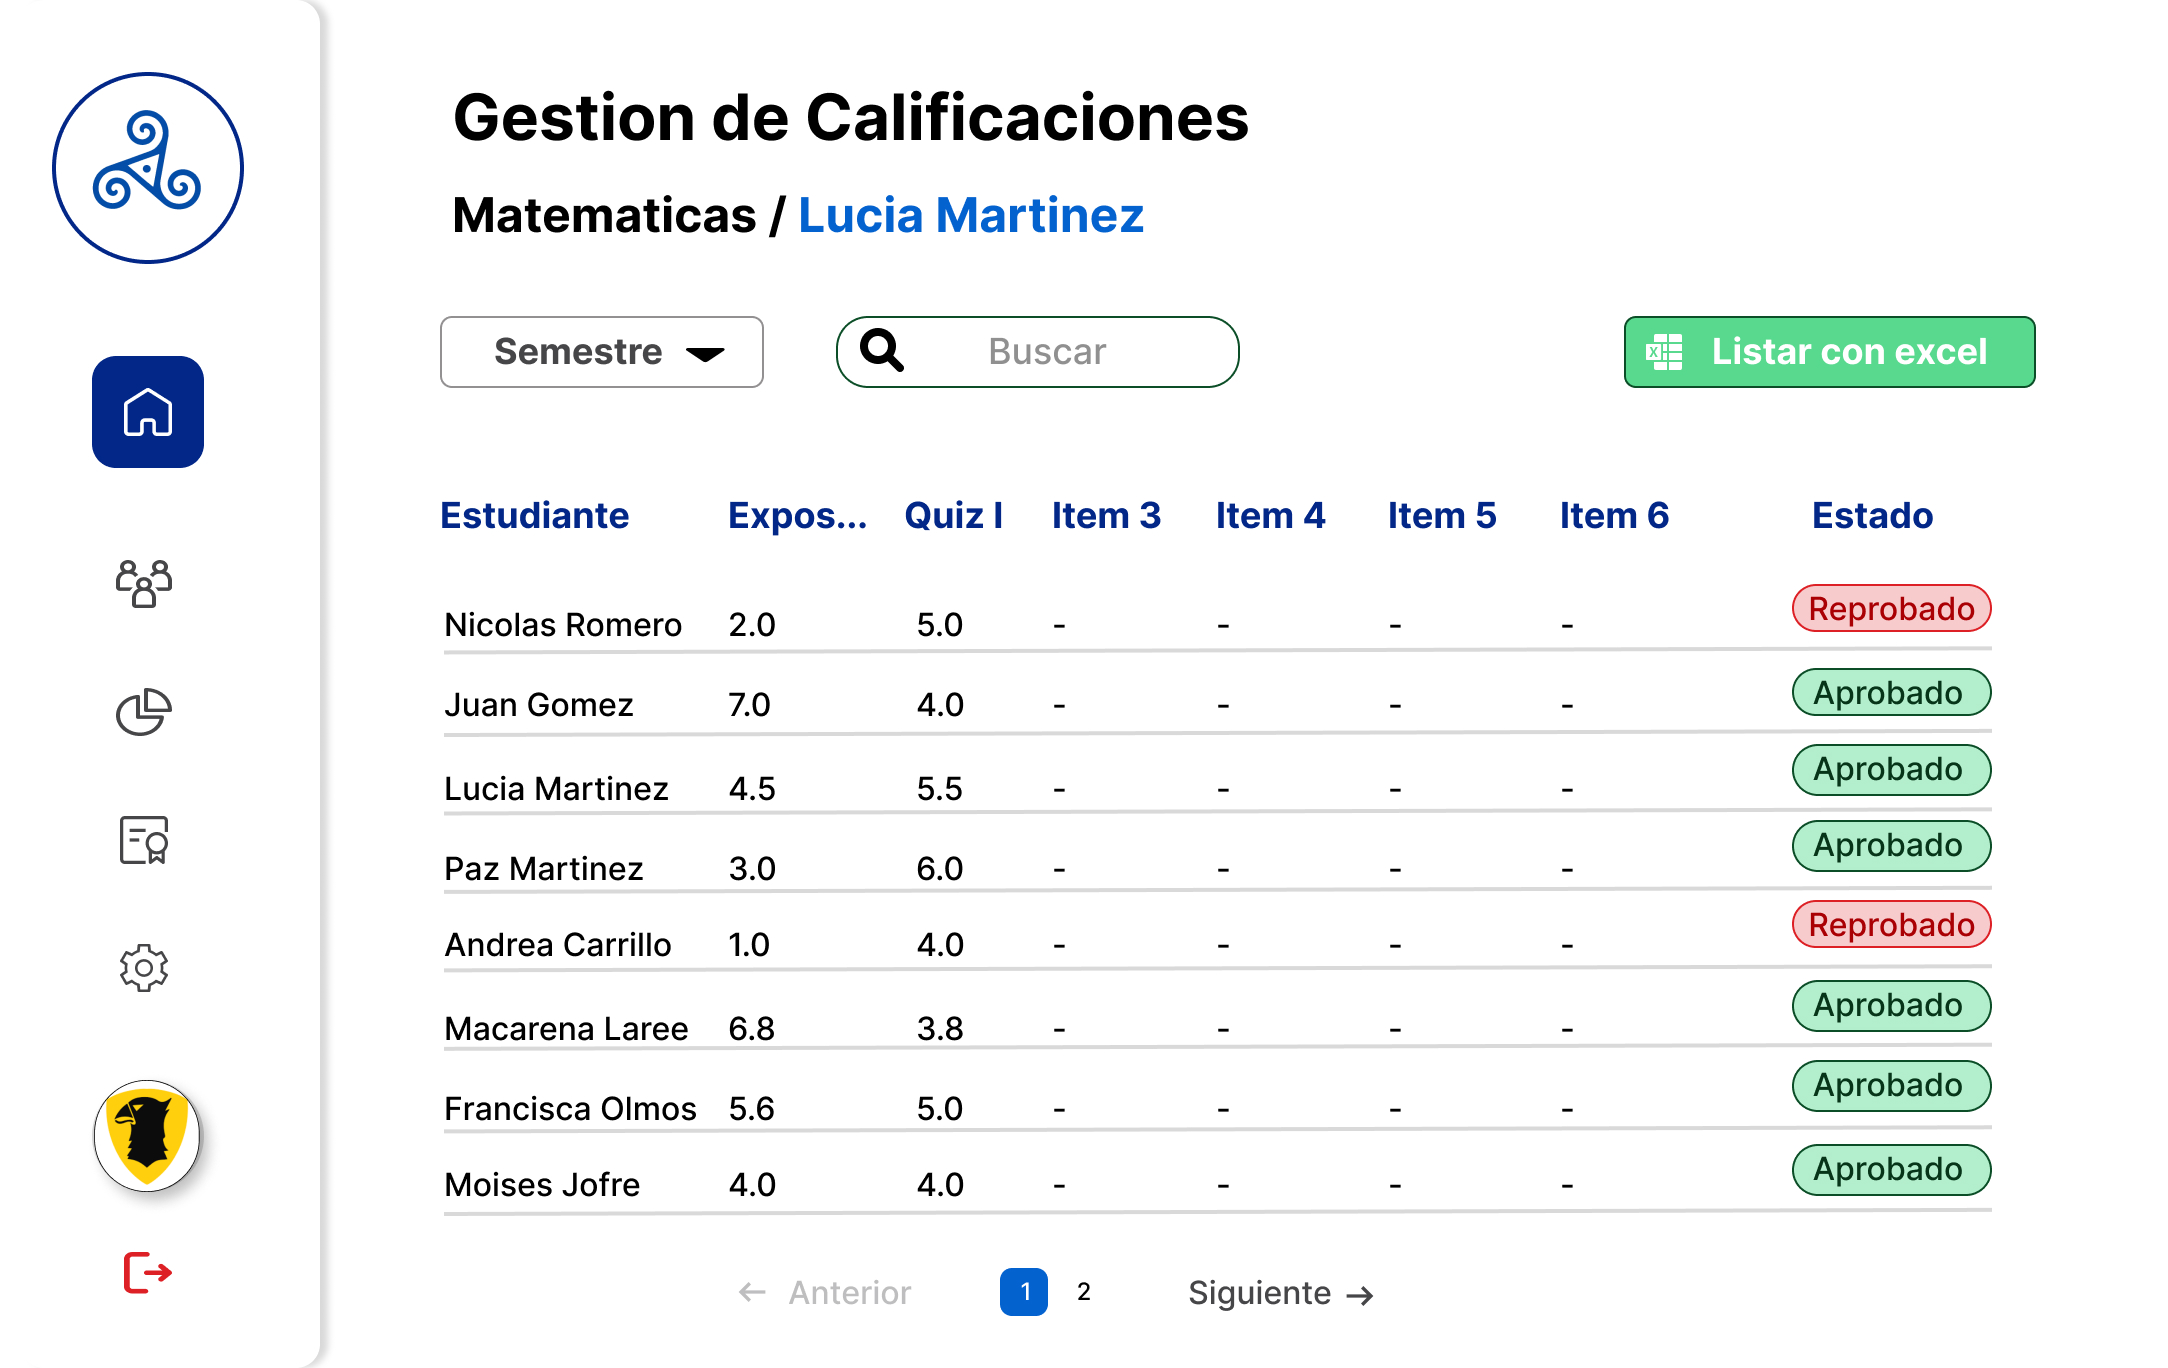 Gestion de Calificaciones
Matematicas / Lucia Martinez
Semestre Buscar Listar con excel
Estudiante Expos... Quiz I Item 3 Item 4 Item 5 Item 6 Estado
Nicolas Romero 2.0 5.0 - - - - Reprobado
Juan Gomez 7.0 4.0 - - - - Aprobado
Lucia Martinez 4.5 5.5 - - - - Aprobado
Paz Martinez 3.0 6.0 - - - - Aprobado
Andrea Carrillo 1.0 4.0 - - - - Reprobado
Macarena Laree 6.8 3.8 - - - - Aprobado
Francisca Olmos 5.6 5.0 - - - - Aprobado
Moises Jofre 4.0 4.0 - - - - Aprobado
← Anterior 1 2 Siguiente →